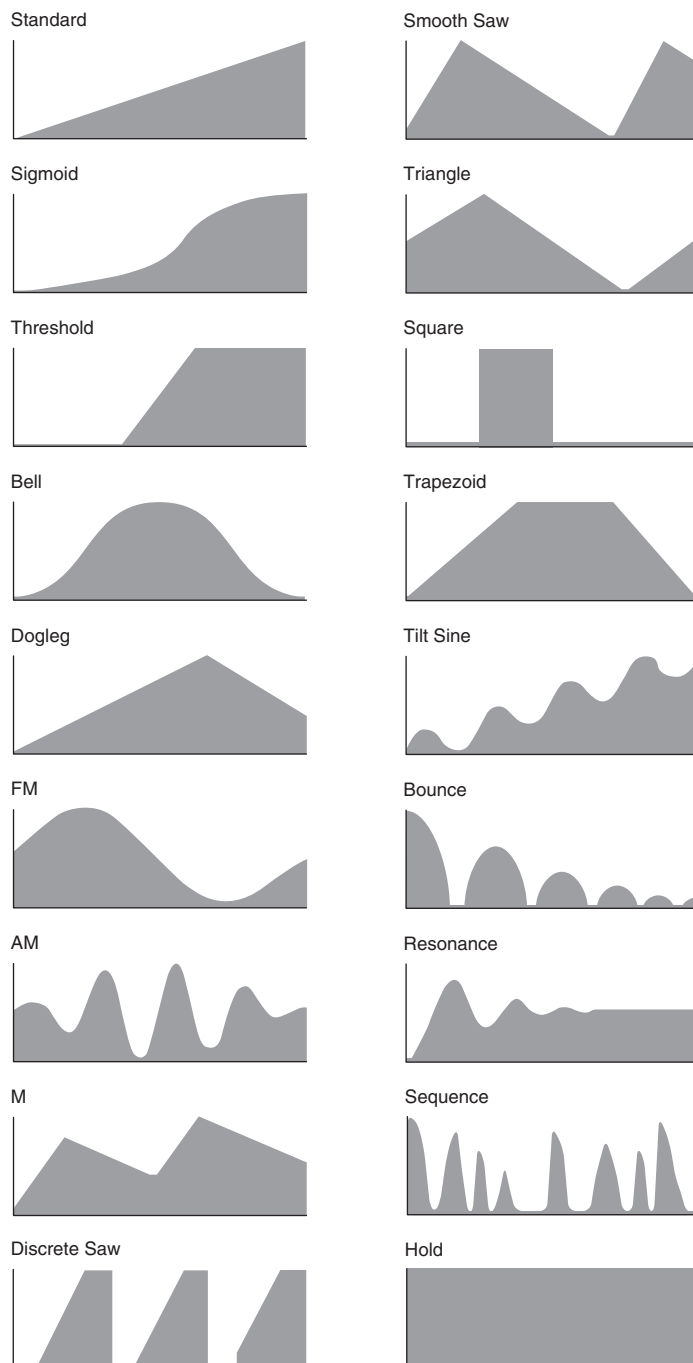 Standard
Smooth Saw
Sigmoid
Triangle
Threshold
Square
Bell
Trapezoid
Dogleg
Tilt Sine
FM
Bounce
AM
Resonance
M
Sequence
Discrete Saw
Hold